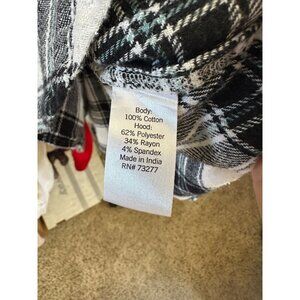 Body:
100% Cotton
Hood:
62% Polyester
34% Rayon
4% Spandex
Made in India
RN# 73277